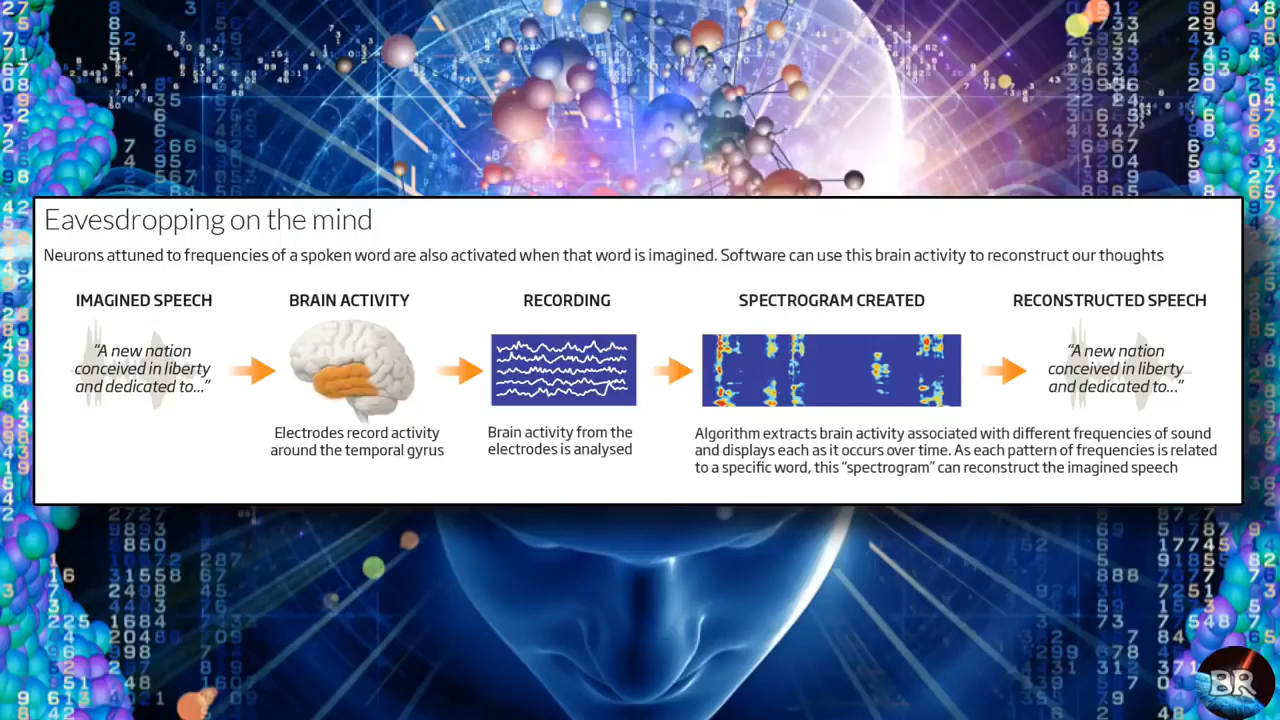 Eavesdropping on the mind
Neurons attuned to frequencies of a spoken word are also activated when that word is imagined. Software can use this brain activity to reconstruct our thoughts
IMAGINED SPEECH
"A new nation
conceived in liberty
and dedicated to..."
BRAIN ACTIVITY
Electrodes record activity
around the temporal gyrus
RECORDING
Brain activity from the
electrodes is analysed
SPECTROGRAM CREATED
Algorithm extracts brain activity associated with different frequencies of sound
and displays each as it occurs over time. As each pattern of frequencies is related
to a specific word, this "spectrogram" can reconstruct the imagined speech
RECONSTRUCTED SPEECH
"A new nation
conceived in liberty
and dedicated to..."
BR